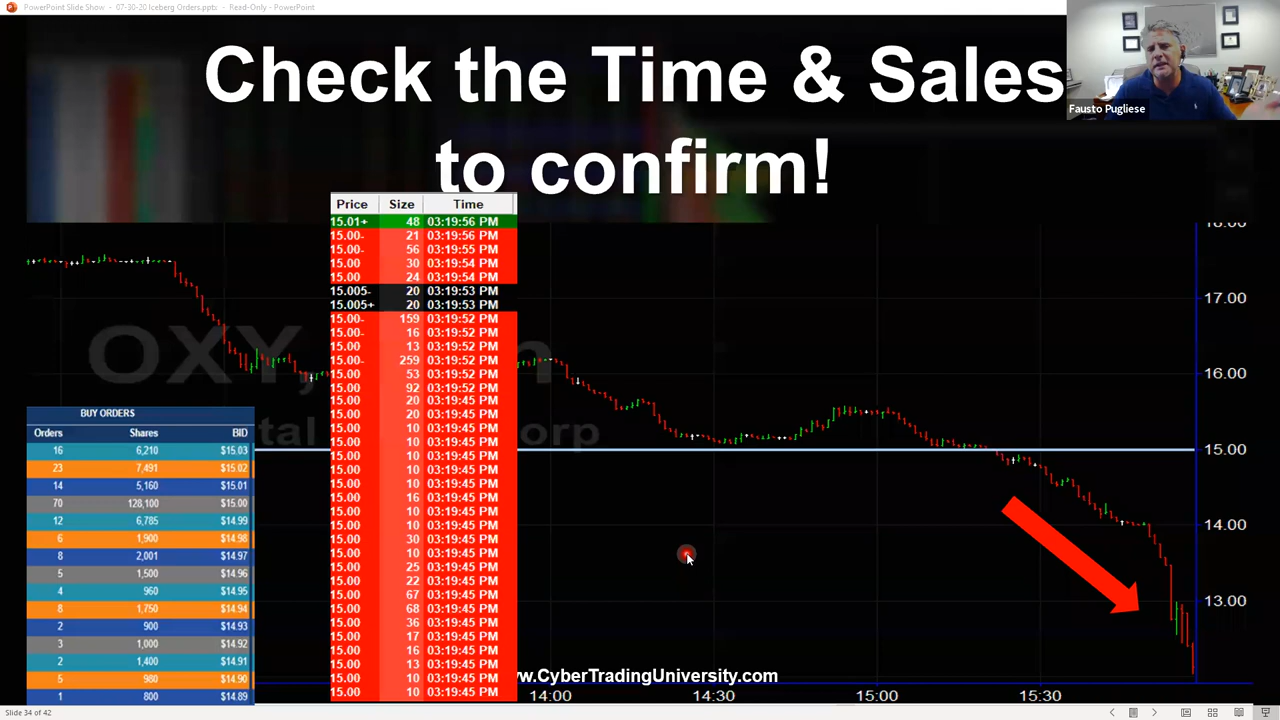 PowerPoint Slide Show - 07-30-20 Iceberg Orders.pptx - Read-Only - PowerPoint
Check the Time & Sales
to confirm!
Fausto Pugliese
Price Size Time
15.01+ 48 03:19:56 PM
15.00- 21 03:19:56 PM
15.00- 56 03:19:55 PM
15.00 30 03:19:54 PM
15.00 24 03:19:54 PM
15.005- 20 03:19:53 PM
15.005+ 20 03:19:53 PM
15.00- 159 03:19:52 PM
15.00- 16 03:19:52 PM
15.00 13 03:19:52 PM
15.00- 259 03:19:52 PM
15.00 53 03:19:52 PM
15.00 92 03:19:52 PM
15.00 20 03:19:45 PM
15.00 20 03:19:45 PM
15.00 10 03:19:45 PM
15.00 10 03:19:45 PM
15.00 10 03:19:45 PM
15.00 10 03:19:45 PM
15.00 10 03:19:45 PM
15.00 16 03:19:45 PM
15.00 10 03:19:45 PM
15.00 10 03:19:45 PM
15.00 30 03:19:45 PM
15.00 10 03:19:45 PM
15.00 25 03:19:45 PM
15.00 22 03:19:45 PM
15.00 67 03:19:45 PM
15.00 68 03:19:45 PM
15.00 36 03:19:45 PM
15.00 17 03:19:45 PM
15.00 16 03:19:45 PM
15.00 13 03:19:45 PM
15.00 10 03:19:45 PM
15.00 10 03:19:45 PM
BUY ORDERS
Orders Shares BID
16 6,210 $15.03
23 7,491 $15.02
14 5,160 $15.01
70 128,100 $15.00
12 6,785 $14.99
6 1,900 $14.98
8 2,001 $14.97
5 1,500 $14.96
4 960 $14.95
8 1,750 $14.94
2 900 $14.93
3 1,000 $14.92
2 1,400 $14.91
5 980 $14.90
1 800 $14.89
OXY,
tal
orp
18.00
17.00
16.00
15.00
14.00
13.00
w.CyberTradingUniversity.com
14:00 14:30 15:00 15:30
Slide 34 of 42